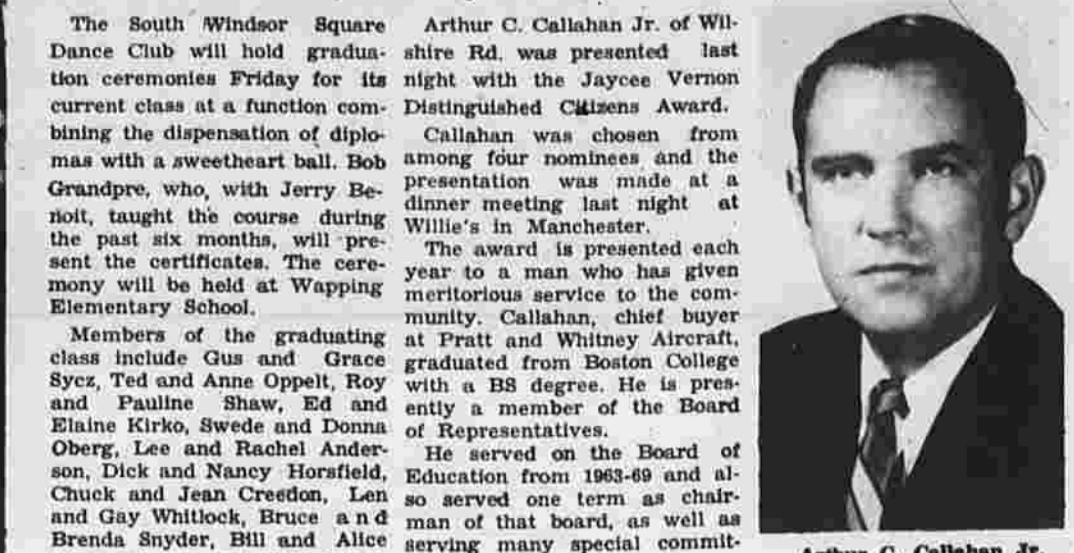 The South Windsor Square
Dance Club will hold gradua-
tion ceremonies Friday for its
current class at a function com-
bining the dispensation of diplo-
mas with a sweetheart ball. Bob
Grandpre, who, with Jerry Be-
noit, taught the course during
the past six months, will pre-
sent the certificates. The cere-
mony will be held at Wapping
Elementary School.
Members of the graduating
class include Gus and Grace
Sycz, Ted and Anne Oppelt, Roy
and Pauline Shaw, Ed and
Elaine Kirko, Swede and Donna
Oberg, Lee and Rachel Ander-
son, Dick and Nancy Horsfield,
Chuck and Jean Creedon, Len
and Gay Whitlock, Bruce and
Brenda Snyder, Bill and Alice
Arthur C. Callahan Jr. of Wil-
shire Rd. was presented last
night with the Jaycee Vernon
Distinguished Citizens Award.
Callahan was chosen from
among four nominees and the
presentation was made at a
dinner meeting last night at
Willie's in Manchester.
The award is presented each
year to a man who has given
meritorious service to the com-
munity. Callahan, chief buyer
at Pratt and Whitney Aircraft,
graduated from Boston College
with a BS degree. He is pres-
ently a member of the Board
of Representatives.
He served on the Board of
Education from 1963-69 and al-
so served one term as chair-
man of that board, as well as
serving many special commit-
Arthur C. Callahan Jr.